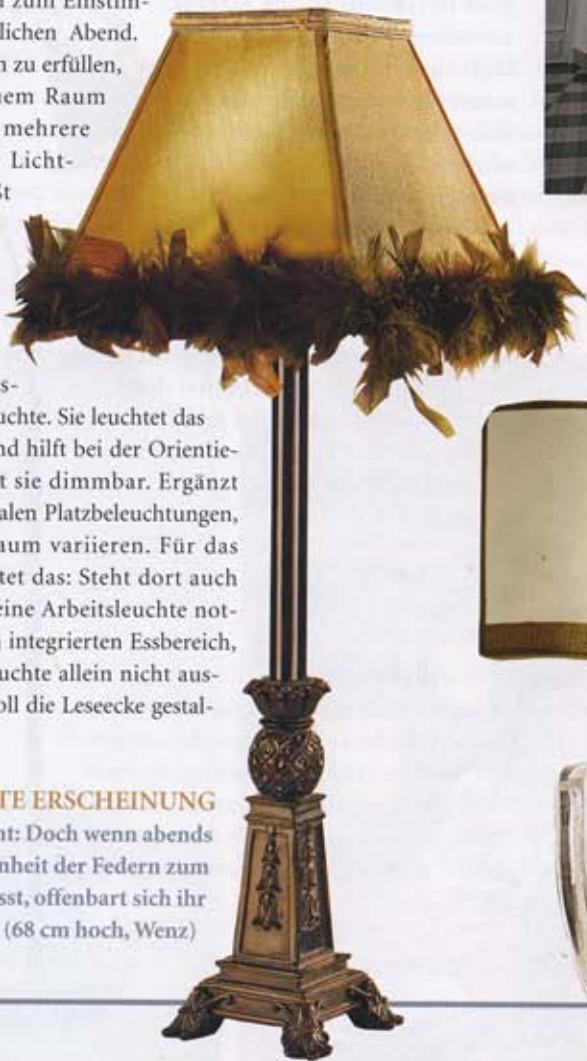 zum Einstim-
lichen Abend.
n zu erfüllen,
em Raum
mehrere
Licht-
t
s-
uchte. Sie leuchtet das
nd hilft bei der Orientie-
t sie dimmbar. Ergänzt
alen Platzbeleuchtungen,
aum variieren. Für das
tet das: Steht dort auch
eine Arbeitsleuchte not-
integrierten Essbereich,
uchte allein nicht aus-
oll die Leseecke gestal-
TE ERSCHEINUNG
nt: Doch wenn abends
nheit der Federn zum
sst, offenbart sich ihr
(68 cm hoch, Wenz)